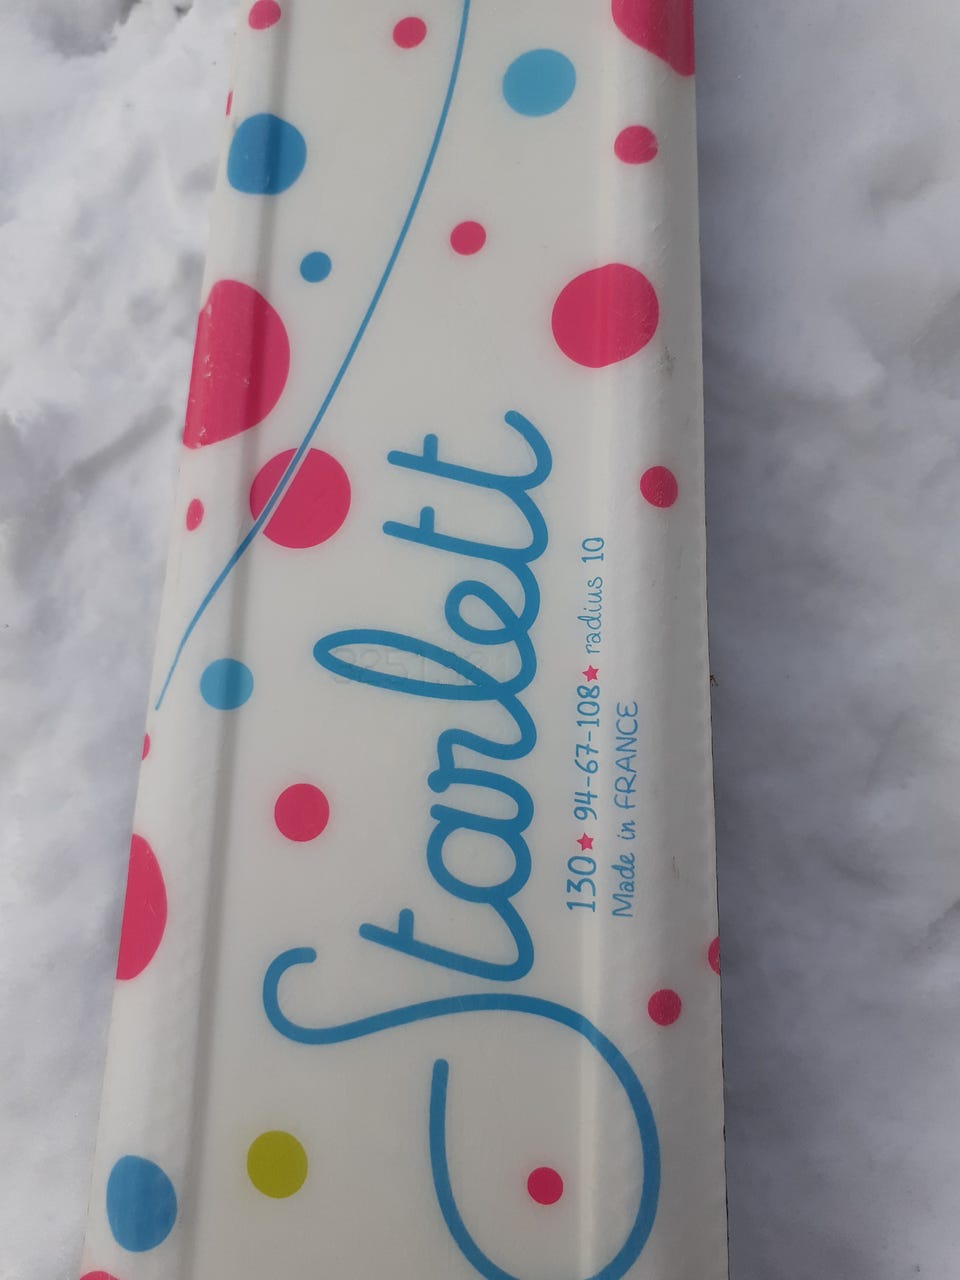 Starlett
130★ 94-67-108★ radius 10
Made in FRANCE